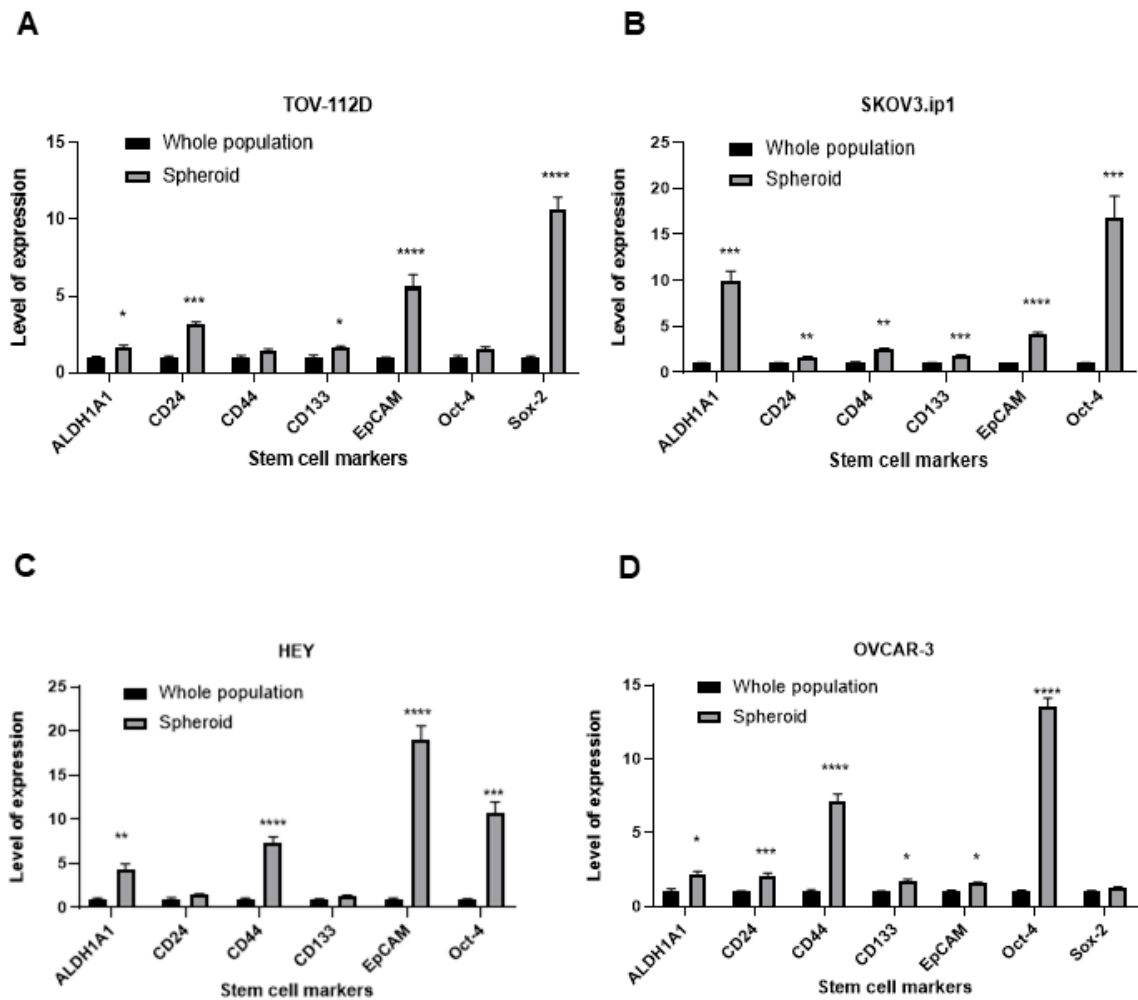 A
TOV-112D
Whole population
Spheroid
Level of expression
15
10
5
0
*
***
*
****
****
ALDH1A1
CD24
CD44
CD133
EpCAM
Oct-4
Sox-2
Stem cell markers
B
SKOV3.ip1
Whole population
Spheroid
Level of expression
25
20
15
10
5
0
***
**
**
***
****
***
ALDH1A1
CD24
CD44
CD133
EpCAM
Oct-4
Stem cell markers
C
HEY
Whole population
Spheroid
Level of expression
25
20
15
10
5
0
**
****
****
***
ALDH1A1
CD24
CD44
CD133
EpCAM
Oct-4
Stem cell markers
D
OVCAR-3
Whole population
Spheroid
Level of expression
15
10
5
0
*
***
****
*
*
****
ALDH1A1
CD24
CD44
CD133
EpCAM
Oct-4
Sox-2
Stem cell markers